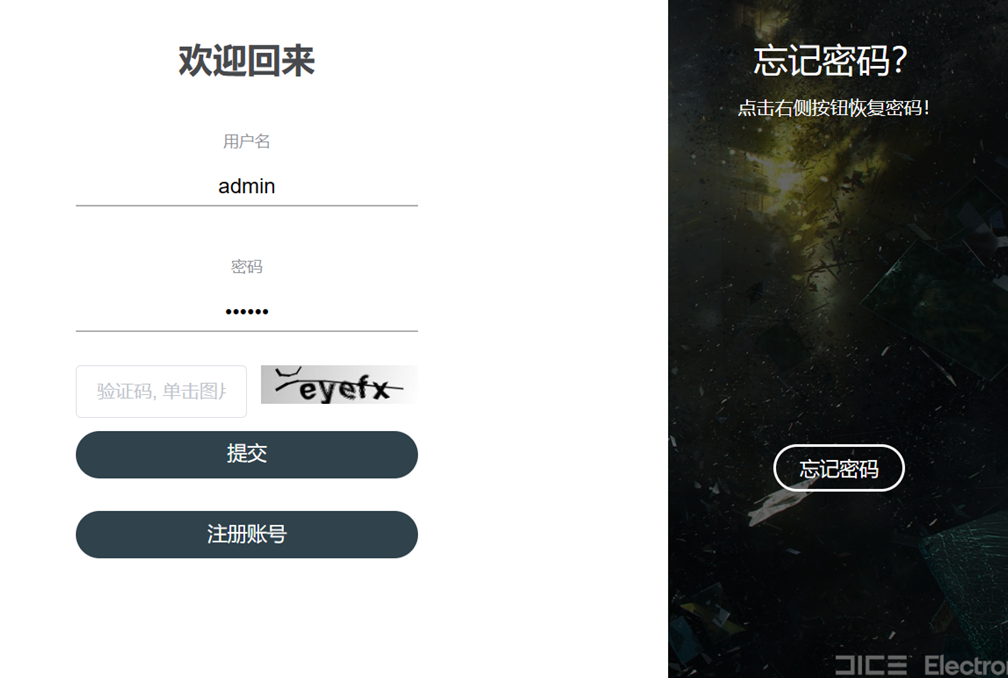 欢迎回来
用户名
admin
密码
••••••
验证码, 单击图片
eyefx
提交
注册账号
忘记密码？
点击右侧按钮恢复密码！
忘记密码
DICE Electro